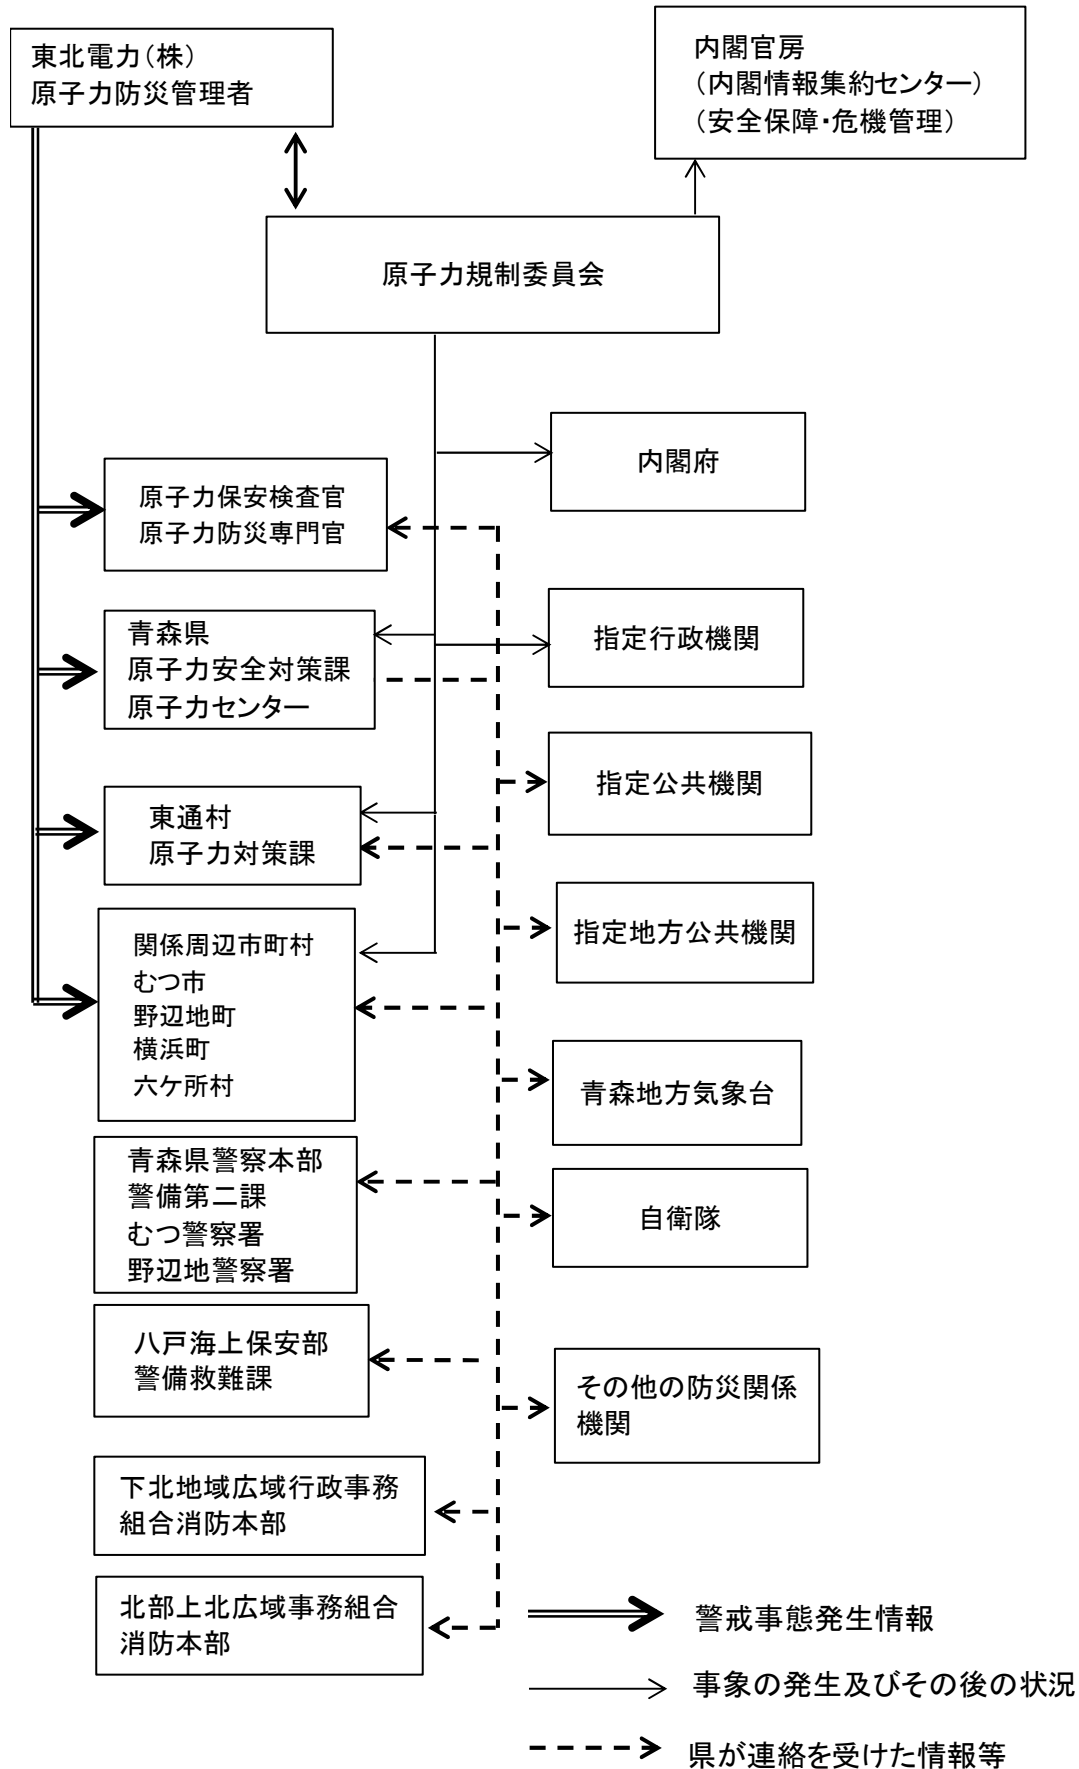 東北電力（株）
原子力防災管理者
内閣官房
（内閣情報集約センター）
（安全保障・危機管理）
原子力規制委員会
内閣府
原子力保安検査官
原子力防災専門官
青森県
原子力安全対策課
原子力センター
指定行政機関
指定公共機関
東通村
原子力対策課
関係周辺市町村
むつ市
野辺地町
横浜町
六ケ所村
指定地方公共機関
青森地方気象台
青森県警察本部
警備第二課
むつ警察署
野辺地警察署
自衛隊
八戸海上保安部
警備救難課
その他の防災関係
機関
下北地域広域行政事務
組合消防本部
北部上北広域事務組合
消防本部
警戒事態発生情報
事象の発生及びその後の状況
県が連絡を受けた情報等